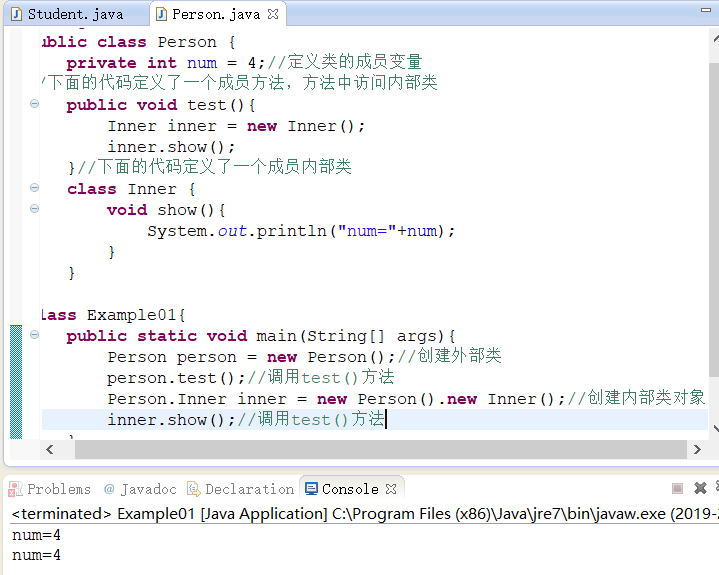 Student.java Person.java
ublic class Person {
private int num = 4;//定义类的成员变量
/下面的代码定义了一个成员方法，方法中访问内部类
public void test(){
Inner inner = new Inner();
inner.show();
}//下面的代码定义了一个成员内部类
class Inner {
void show(){
System.out.println("num="+num);
}
}
lass Example01{
public static void main(String[] args){
Person person = new Person();//创建外部类
person.test();//调用test()方法
Person.Inner inner = new Person().new Inner();//创建内部类对象
inner.show();//调用test()方法
Problems @ Javadoc Declaration Console
<terminated> Example01 [Java Application] C:\Program Files (x86)\Java\jre7\bin\javaw.exe (2019-2
num=4
num=4